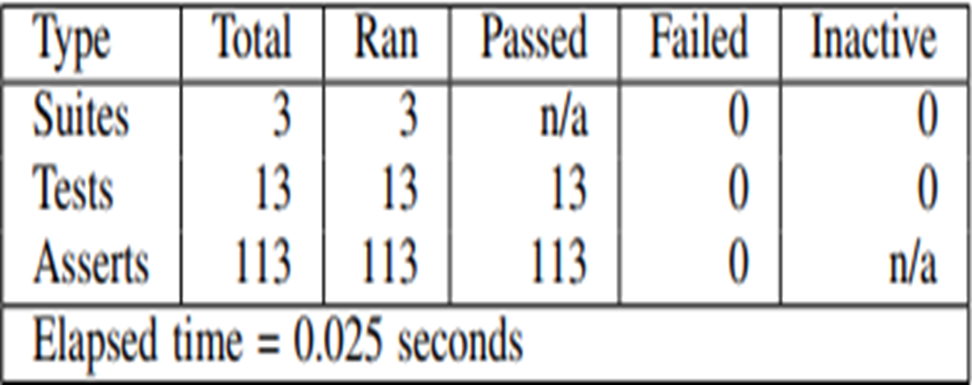 Type Total Ran Passed Failed Inactive
Suites 3 3 n/a 0 0
Tests 13 13 13 0 0
Asserts 113 113 113 0 n/a
Elapsed time = 0.025 seconds